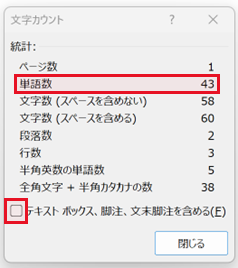 文字カウント ? ×
統計:
ページ数 1
単語数 43
文字数 (スペースを含めない) 58
文字数 (スペースを含める) 60
段落数 2
行数 3
半角英数の単語数 5
全角文字 + 半角カタカナの数 38
テキスト ボックス、脚注、文末脚注を含める(F)
閉じる